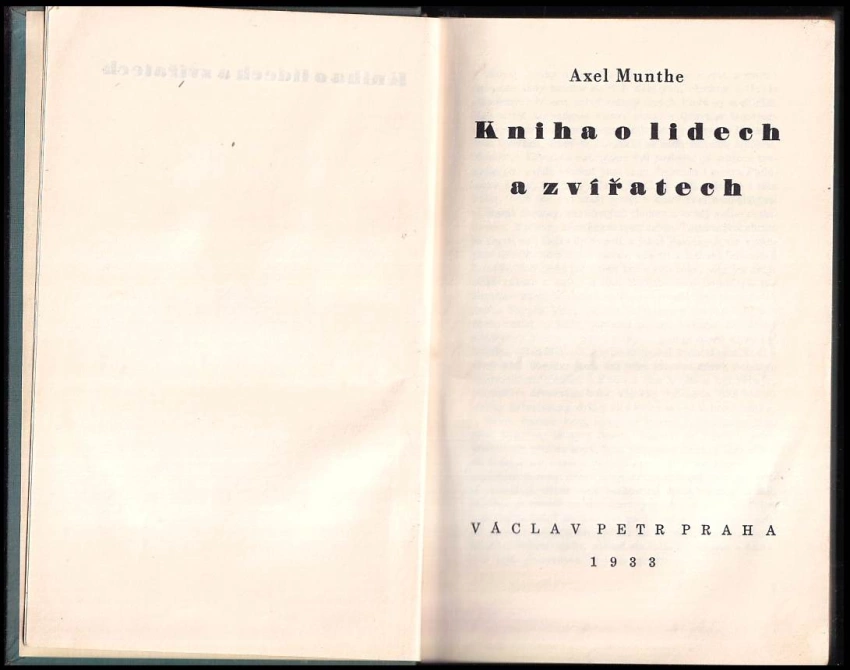 Axel Munthe
Kniha o lidech
a zvířatech
VÁCLAV PETR PRAHA
1933